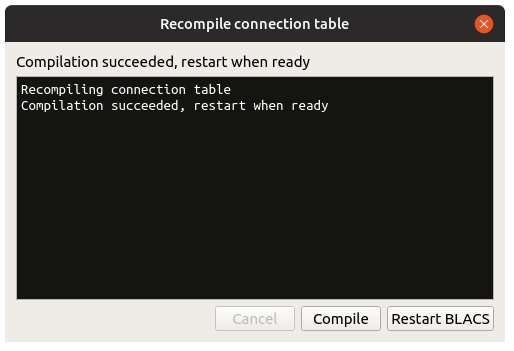 Recompile connection table
Compilation succeeded, restart when ready
Recompiling connection table
Compilation succeeded, restart when ready
Cancel Compile Restart BLACS